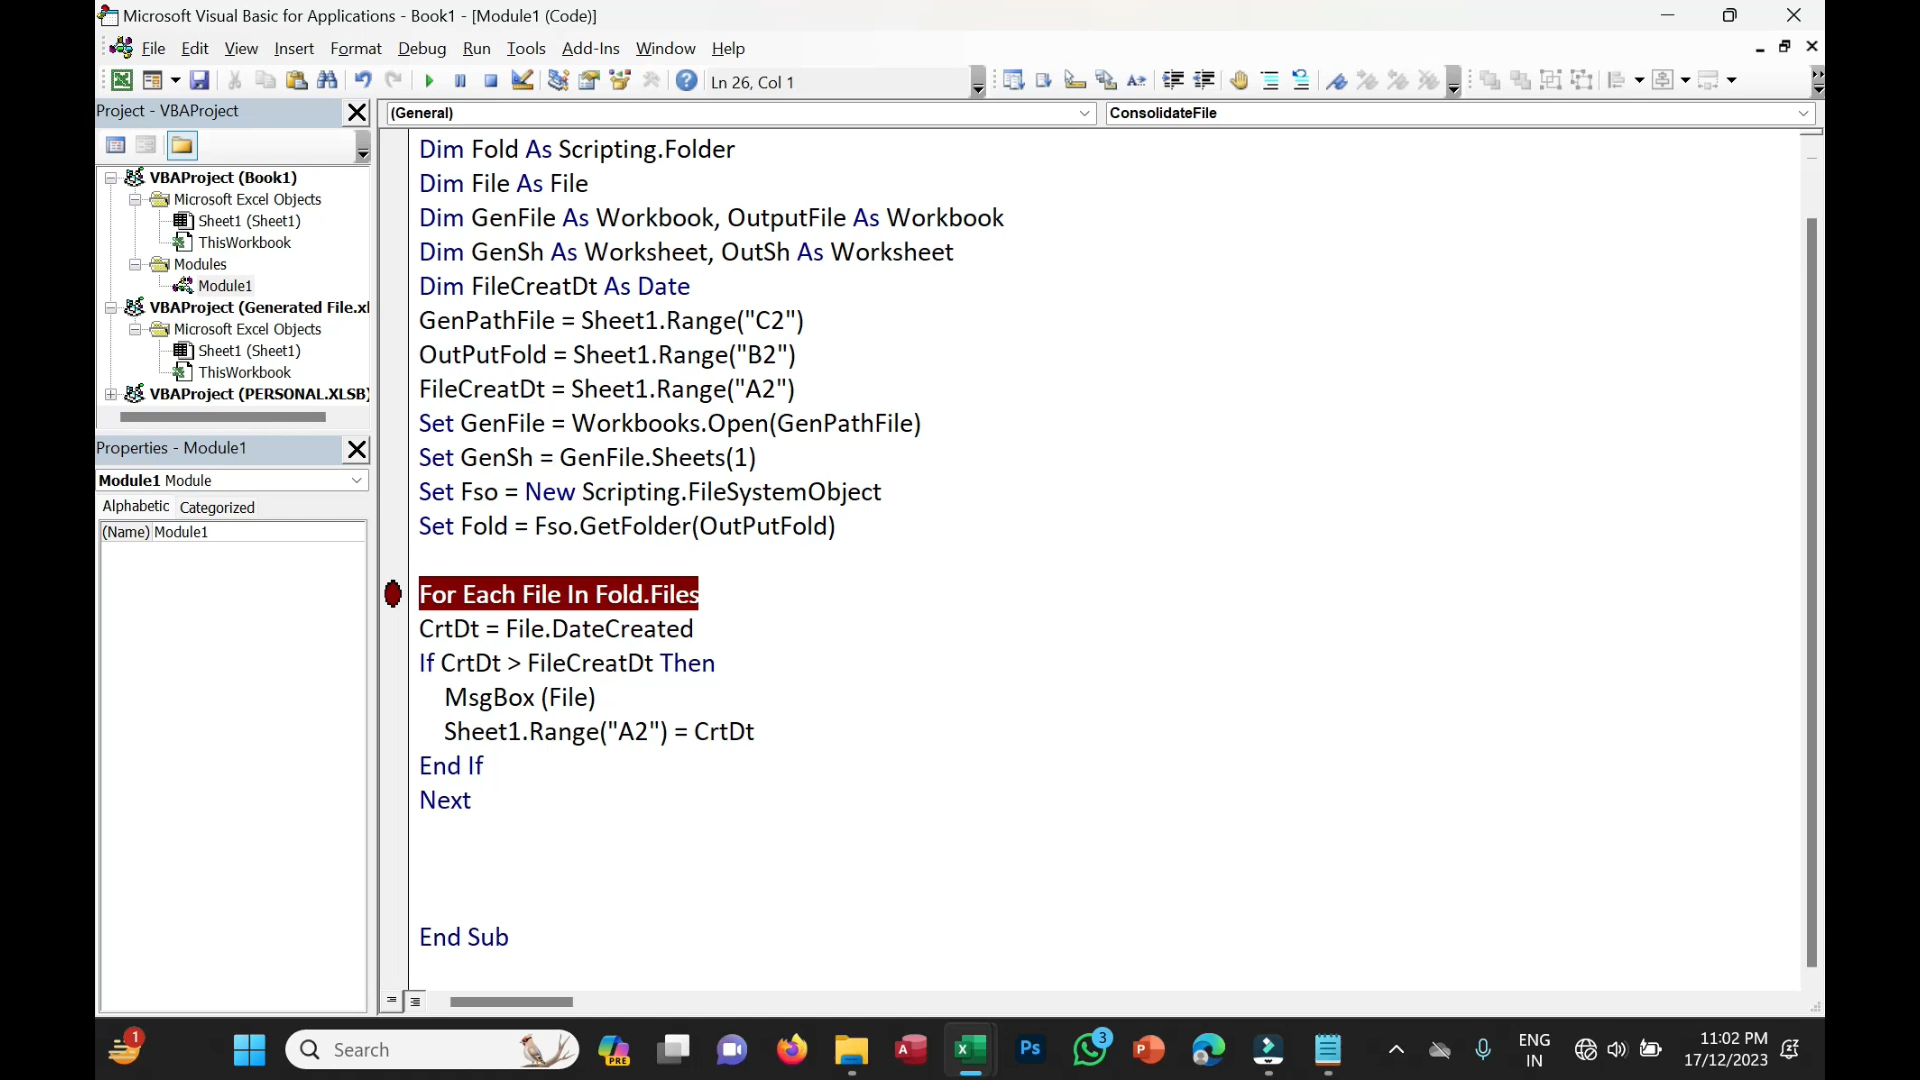 Microsoft Visual Basic for Applications - Book1 - [Module1 (Code)]
File Edit View Insert Format Debug Run Tools Add-Ins Window Help
Ln 26, Col 1
Project - VBAProject
(General)
ConsolidateFile
VBAProject (Book1)
Microsoft Excel Objects
Sheet1 (Sheet1)
ThisWorkbook
Modules
Module1
VBAProject (Generated File.xl
Microsoft Excel Objects
Sheet1 (Sheet1)
ThisWorkbook
VBAProject (PERSONAL.XLSB)
Properties - Module1
Module1 Module
Alphabetic Categorized
(Name) Module1
Dim Fold As Scripting.Folder
Dim File As File
Dim GenFile As Workbook, OutputFile As Workbook
Dim GenSh As Worksheet, OutSh As Worksheet
Dim FileCreatDt As Date
GenPathFile = Sheet1.Range("C2")
OutPutFold = Sheet1.Range("B2")
FileCreatDt = Sheet1.Range("A2")
Set GenFile = Workbooks.Open(GenPathFile)
Set GenSh = GenFile.Sheets(1)
Set Fso = New Scripting.FileSystemObject
Set Fold = Fso.GetFolder(OutPutFold)
For Each File In Fold.Files
CrtDt = File.DateCreated
If CrtDt > FileCreatDt Then
MsgBox (File)
Sheet1.Range("A2") = CrtDt
End If
Next
End Sub
1
Search
PRE
A
X
Ps
3
P
ENG
IN
11:02 PM
17/12/2023